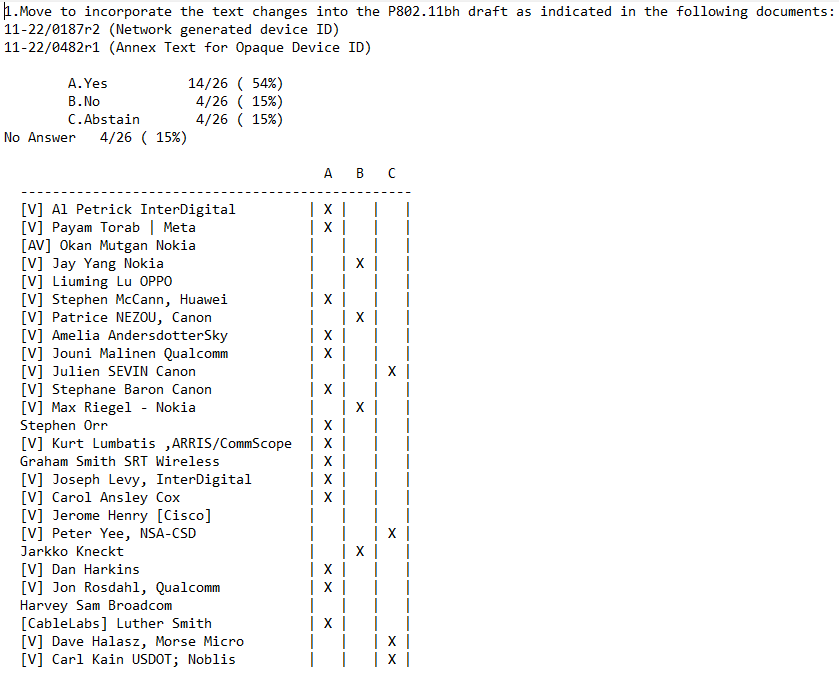 1.Move to incorporate the text changes into the P802.11bh draft as indicated in the following documents:
11-22/0187r2 (Network generated device ID)
11-22/0482r1 (Annex Text for Opaque Device ID)
A.Yes 14/26 ( 54%)
B.No 4/26 ( 15%)
C.Abstain 4/26 ( 15%)
No Answer 4/26 ( 15%)
A B C
-------------------------------------------------
[V] Al Petrick InterDigital | X | | |
[V] Payam Torab | Meta | X | | |
[AV] Okan Mutgan Nokia | | | |
[V] Jay Yang Nokia | | X | |
[V] Liuming Lu OPPO | | | |
[V] Stephen McCann, Huawei | X | | |
[V] Patrice NEZOU, Canon | | X | |
[V] Amelia AndersdotterSky | X | | |
[V] Jouni Malinen Qualcomm | X | | |
[V] Julien SEVIN Canon | | | X |
[V] Stephane Baron Canon | X | | |
[V] Max Riegel - Nokia | | X | |
Stephen Orr | X | | |
[V] Kurt Lumbatis ,ARRIS/CommScope | X | | |
Graham Smith SRT Wireless | X | | |
[V] Joseph Levy, InterDigital | X | | |
[V] Carol Ansley Cox | X | | |
[V] Jerome Henry [Cisco] | | | |
[V] Peter Yee, NSA-CSD | | | X |
Jarkko Kneckt | | X | |
[V] Dan Harkins | X | | |
[V] Jon Rosdahl, Qualcomm | X | | |
Harvey Sam Broadcom | | | |
[CableLabs] Luther Smith | X | | |
[V] Dave Halasz, Morse Micro | | | X |
[V] Carl Kain USDOT; Noblis | | | X |